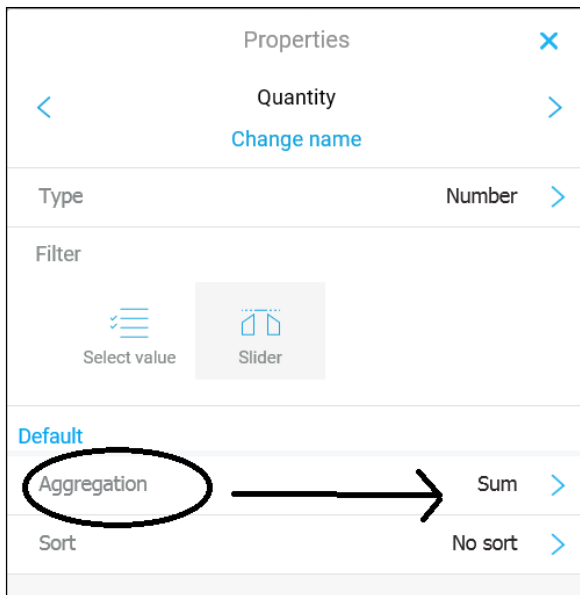 Properties
Quantity
Change name
Type Number
Filter
Select value Slider
Default
Aggregation Sum
Sort No sort